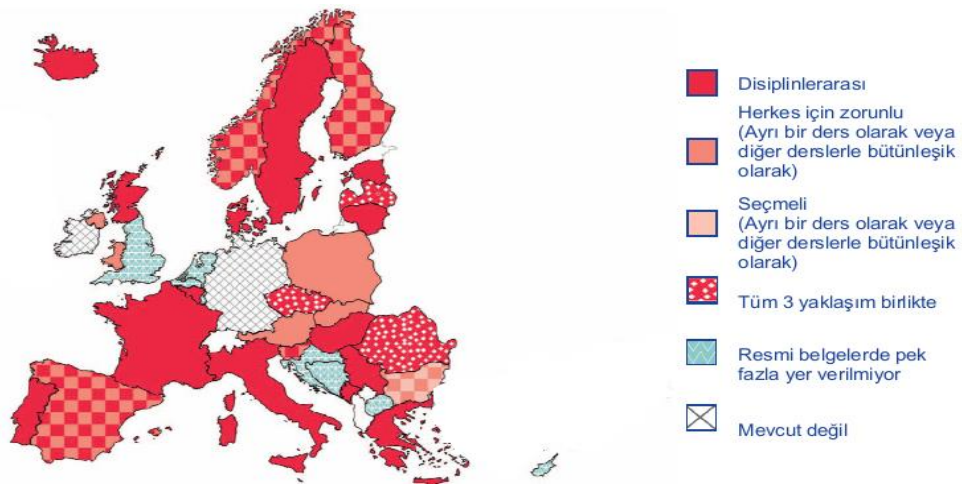 Disiplinlerarası
Herkes için zorunlu
(Ayrı bir ders olarak veya
diğer derslerle bütünleşik
olarak)
Seçmeli
(Ayrı bir ders olarak veya
diğer derslerle bütünleşik
olarak)
Tüm 3 yaklaşım birlikte
Resmi belgelerde pek
fazla yer verilmiyor
Mevcut değil